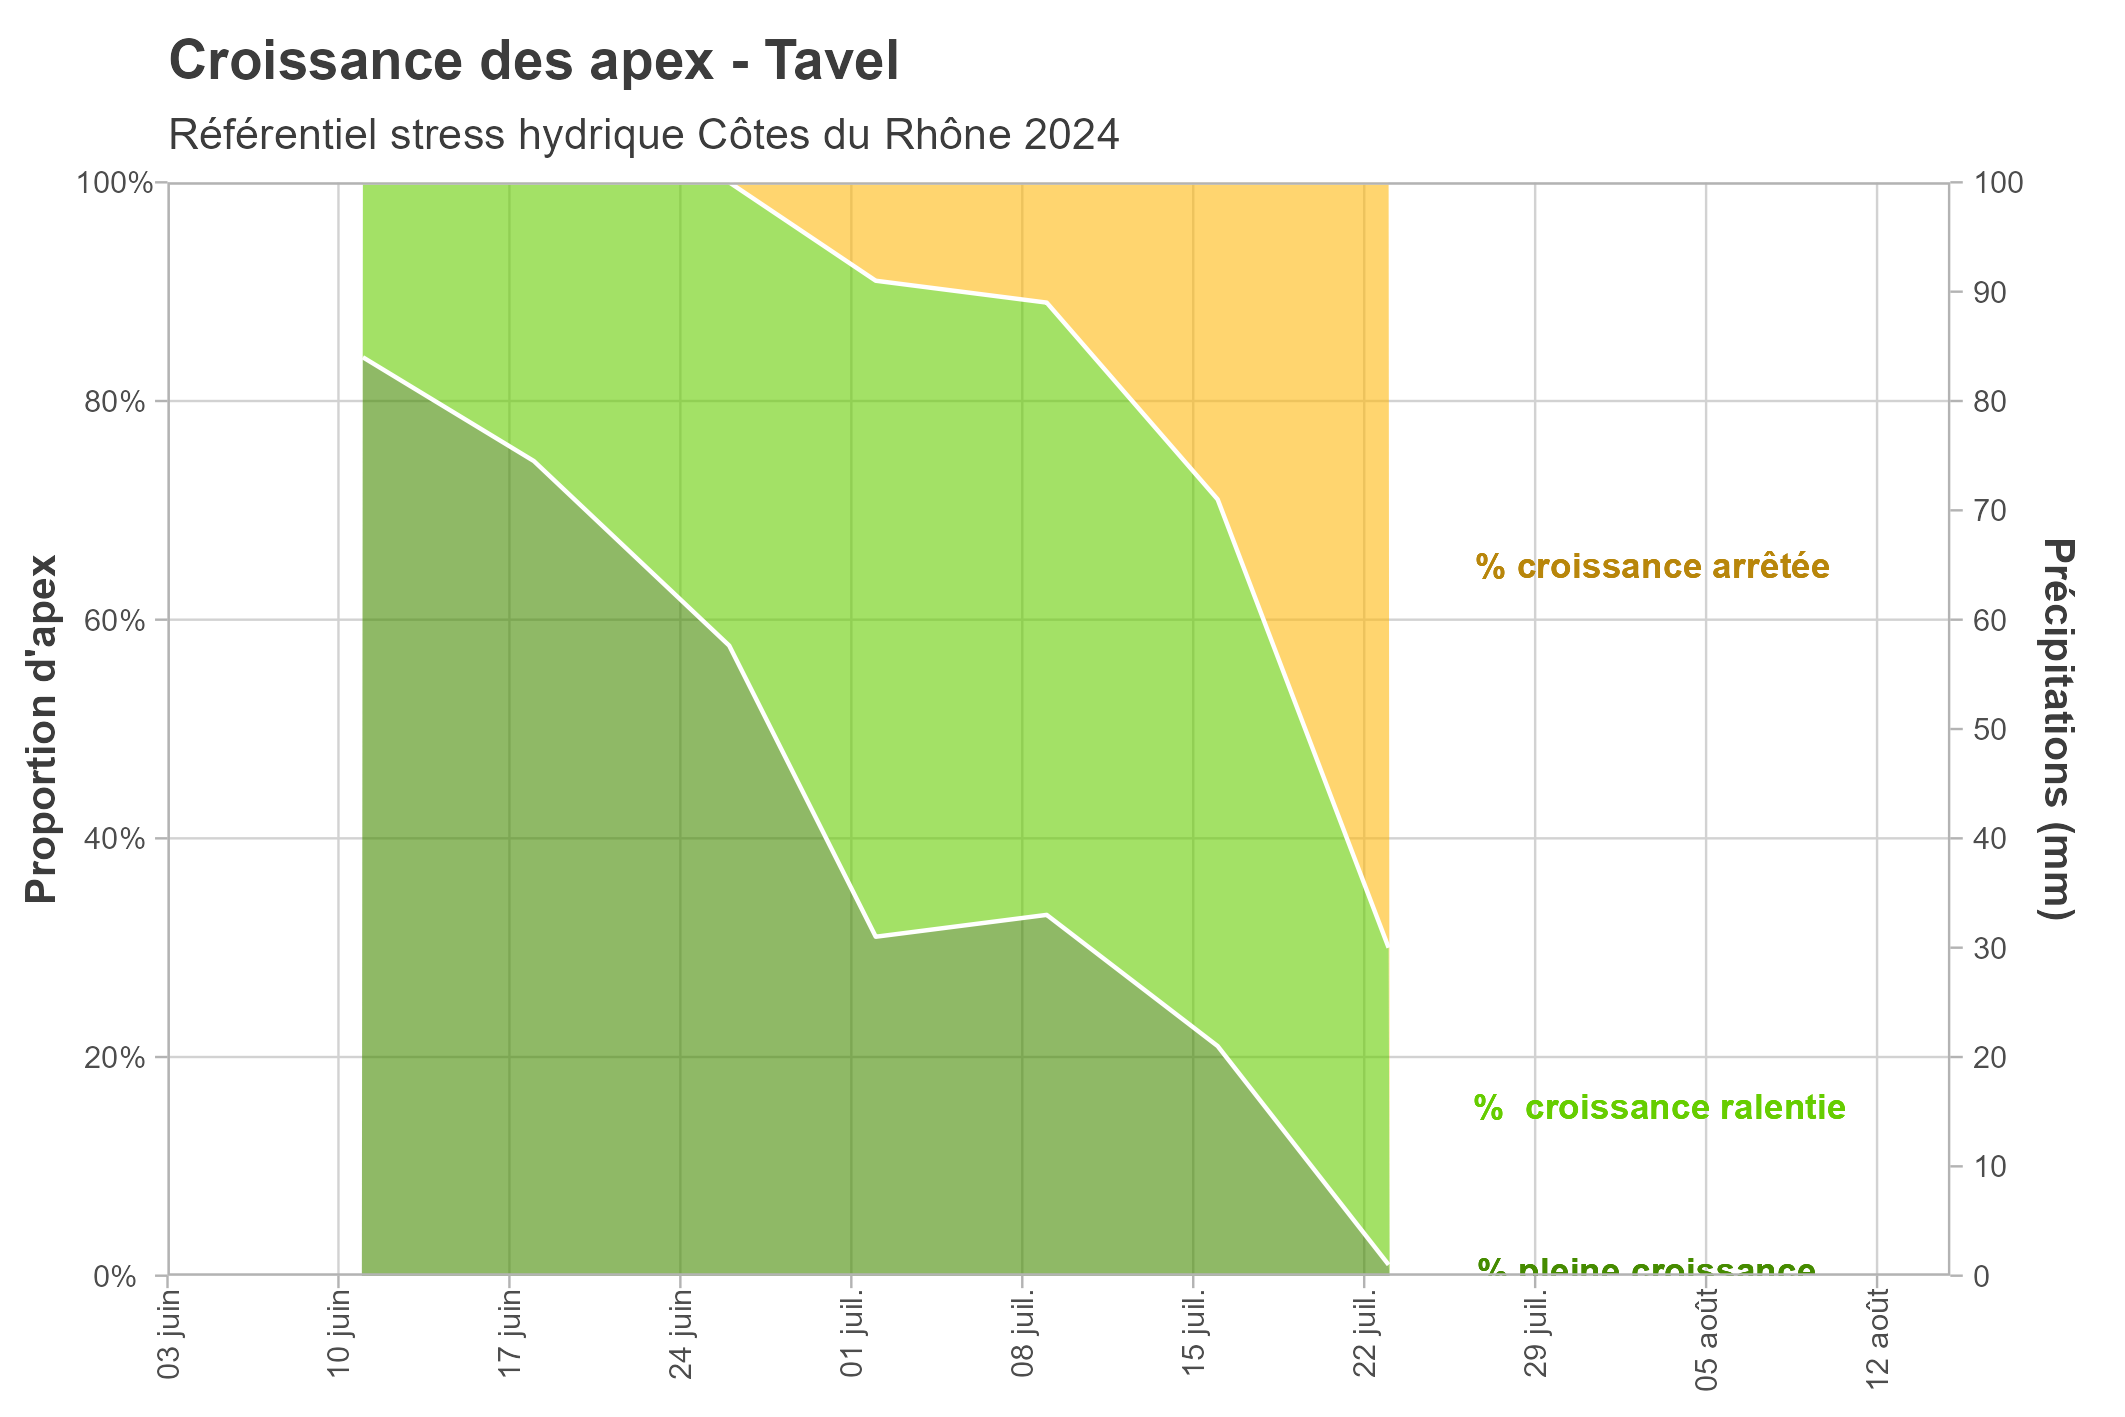 Croissance des apex - Tavel
Référentiel stress hydrique Côtes du Rhône 2024
Proportion d'apex
100%
80%
60%
40%
20%
0%
100
90
80
70
60
50
40
30
20
10
0
Précipitations (mm)
% croissance arrêtée
%  croissance ralentie
% pleine croissance
03 juin
10 juin
17 juin
24 juin
01 juil.
08 juil.
15 juil.
22 juil.
29 juil.
05 août
12 août